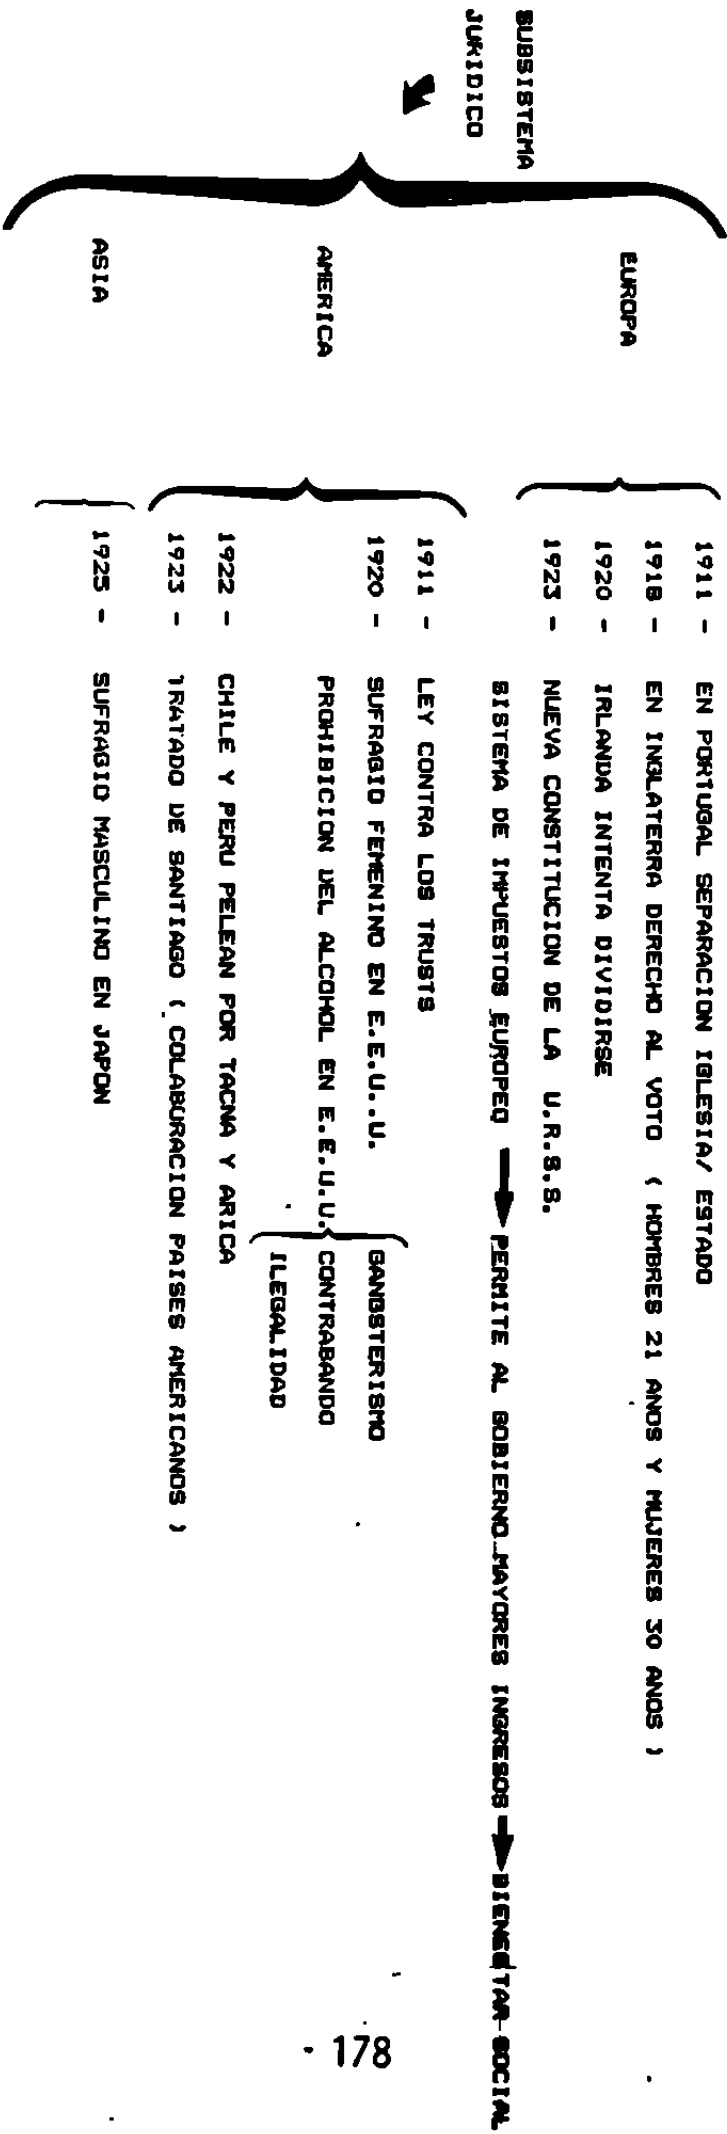 SUBSISTEMA
JURIDICO
EUROPA
1911 - EN PORTUGAL SEPARACION IGLESIA/ ESTADO
1918 - EN INGLATERRA DERECHO AL VOTO ( HOMBRES 21 ANOS Y MUJERES 30 ANOS )
1920 - IRLANDA INTENTA DIVIDIRSE
1923 - NUEVA CONSTITUCION DE LA U.R.S.S.
SISTEMA DE IMPUESTOS EUROPEO PERMITE AL GOBIERNO MAYORES INGRESOS BIENESTAR SOCIAL
AMERICA
1911 - LEY CONTRA LOS TRUSTS
1920 - SUFRAGIO FEMENINO EN E.E.U..U.
PROHIBICION DEL ALCOHOL EN E.E.U.U.
GANGSTERISMO
CONTRABANDO
ILEGALIDAD
1922 - CHILE Y PERU PELEAN POR TACNA Y ARICA
1923 - TRATADO DE SANTIAGO ( COLABORACION PAISES AMERICANOS )
ASIA
1925 - SUFRAGIO MASCULINO EN JAPON
- 178